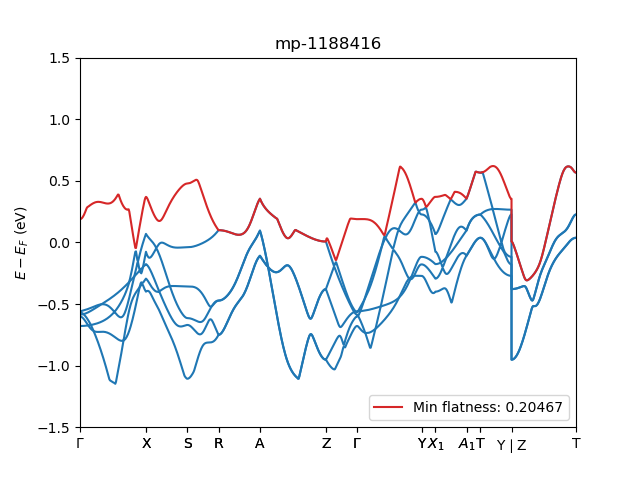 mp-1188416
E − E_F (eV)
1.5
1.0
0.5
0.0
−0.5
−1.0
−1.5
Min flatness: 0.20467
Γ X S R A Z Γ Y X₁ A₁ T Y | Z T